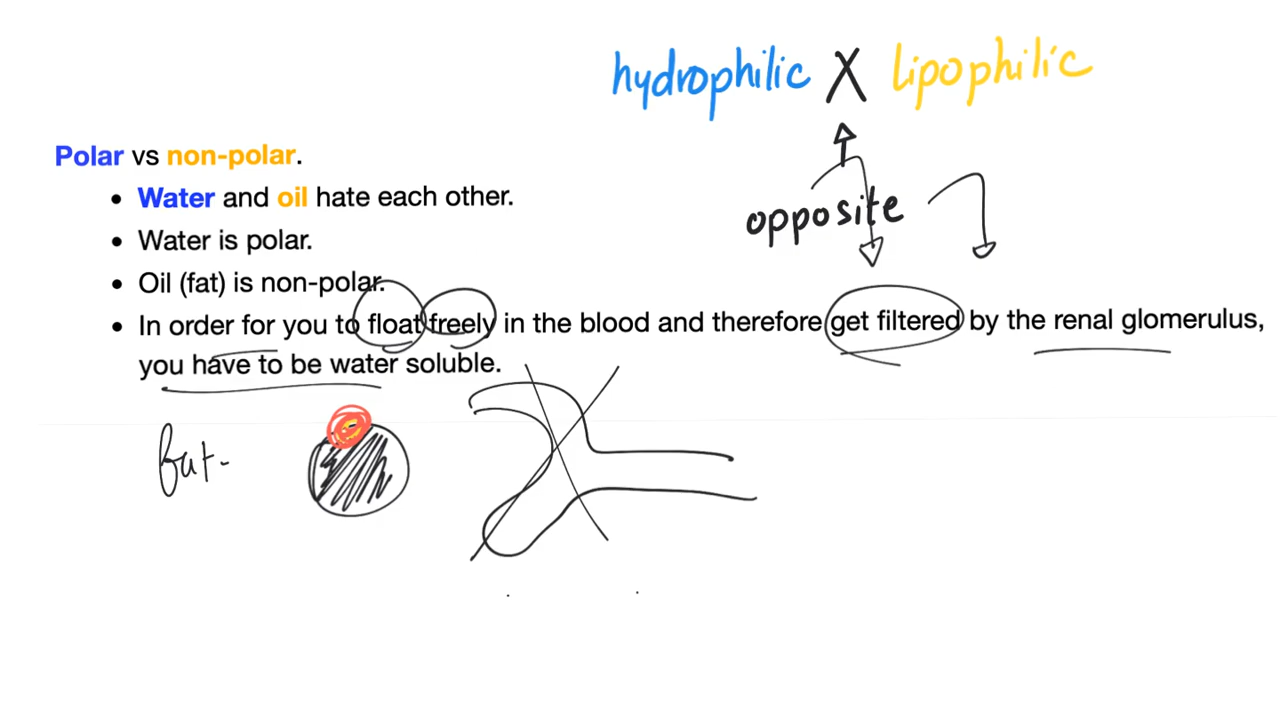 hydrophilic X lipophilic
Polar vs non-polar.
• Water and oil hate each other.
opposite
• Water is polar.
• Oil (fat) is non-polar.
• In order for you to float freely in the blood and therefore get filtered by the renal glomerulus,
you have to be water soluble.
fat-